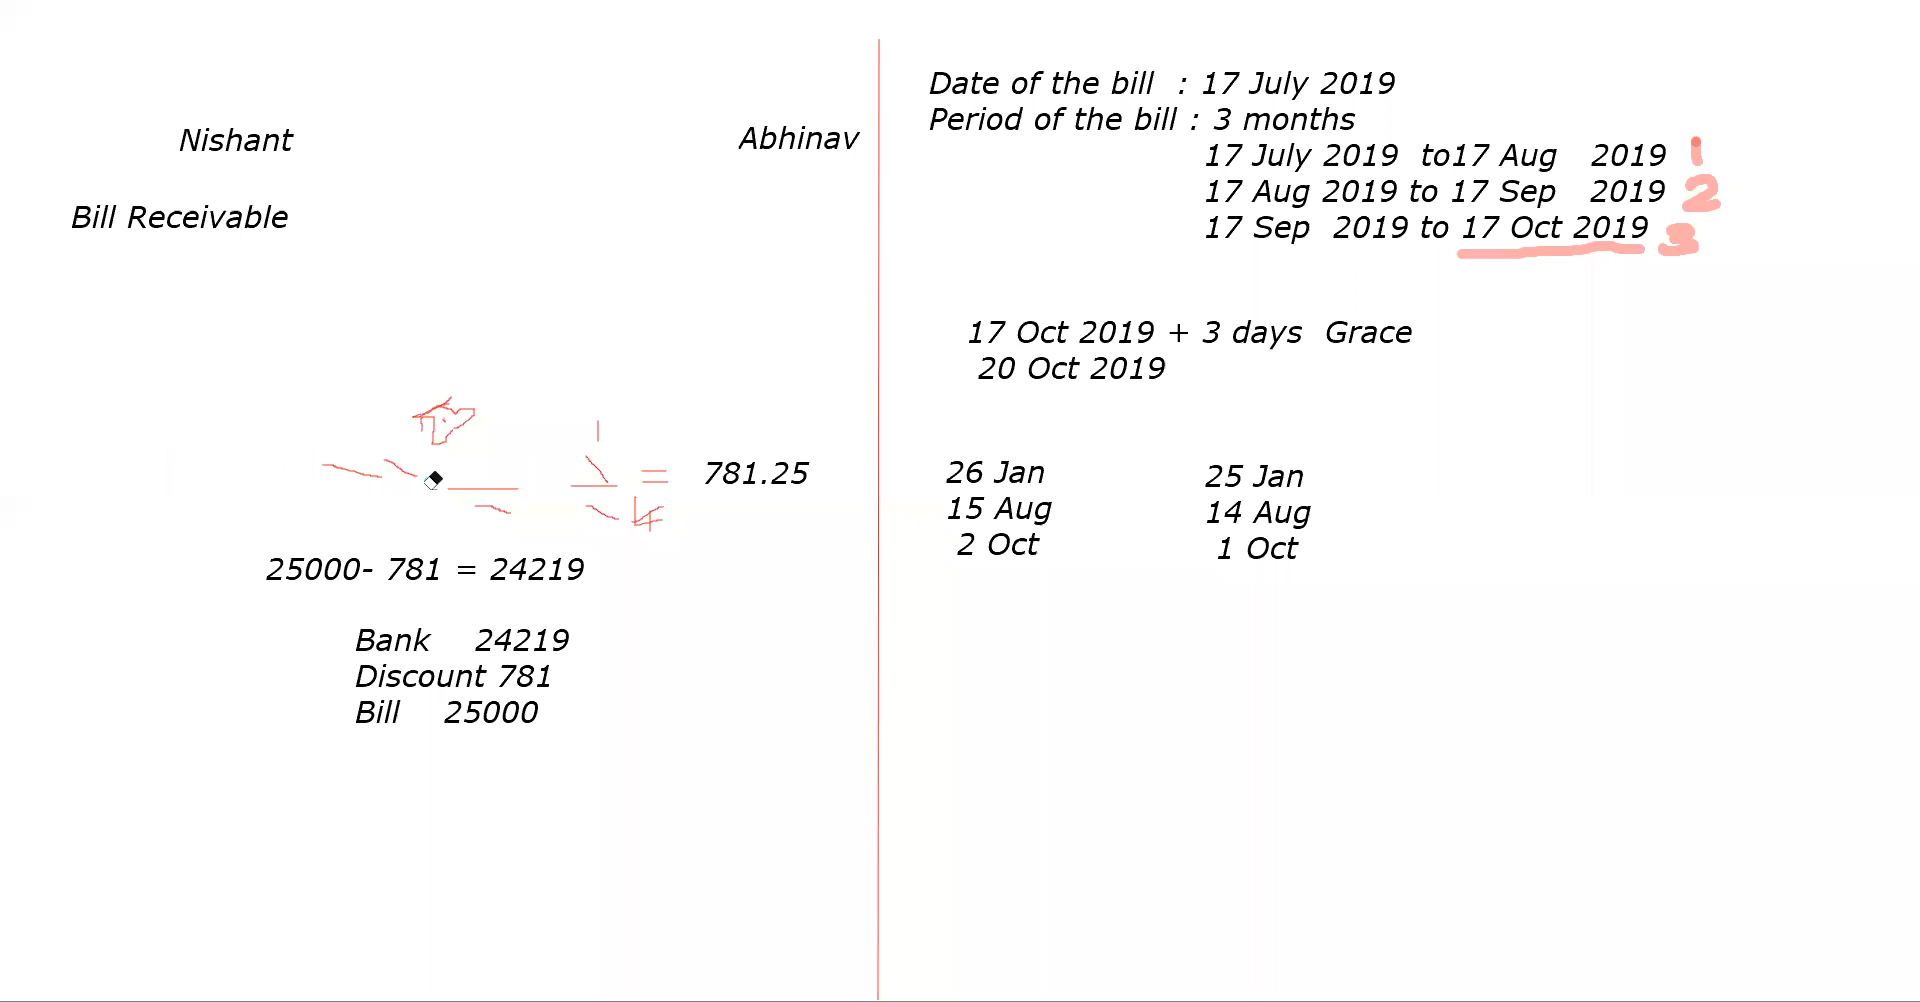 Nishant Abhinav
Bill Receivable
= 781.25
4
25000- 781 = 24219
Bank 24219
Discount 781
Bill 25000
Date of the bill : 17 July 2019
Period of the bill : 3 months
17 July 2019 to17 Aug 2019 1
17 Aug 2019 to 17 Sep 2019 2
17 Sep 2019 to 17 Oct 2019 3
17 Oct 2019 + 3 days Grace
20 Oct 2019
26 Jan 25 Jan
15 Aug 14 Aug
2 Oct 1 Oct